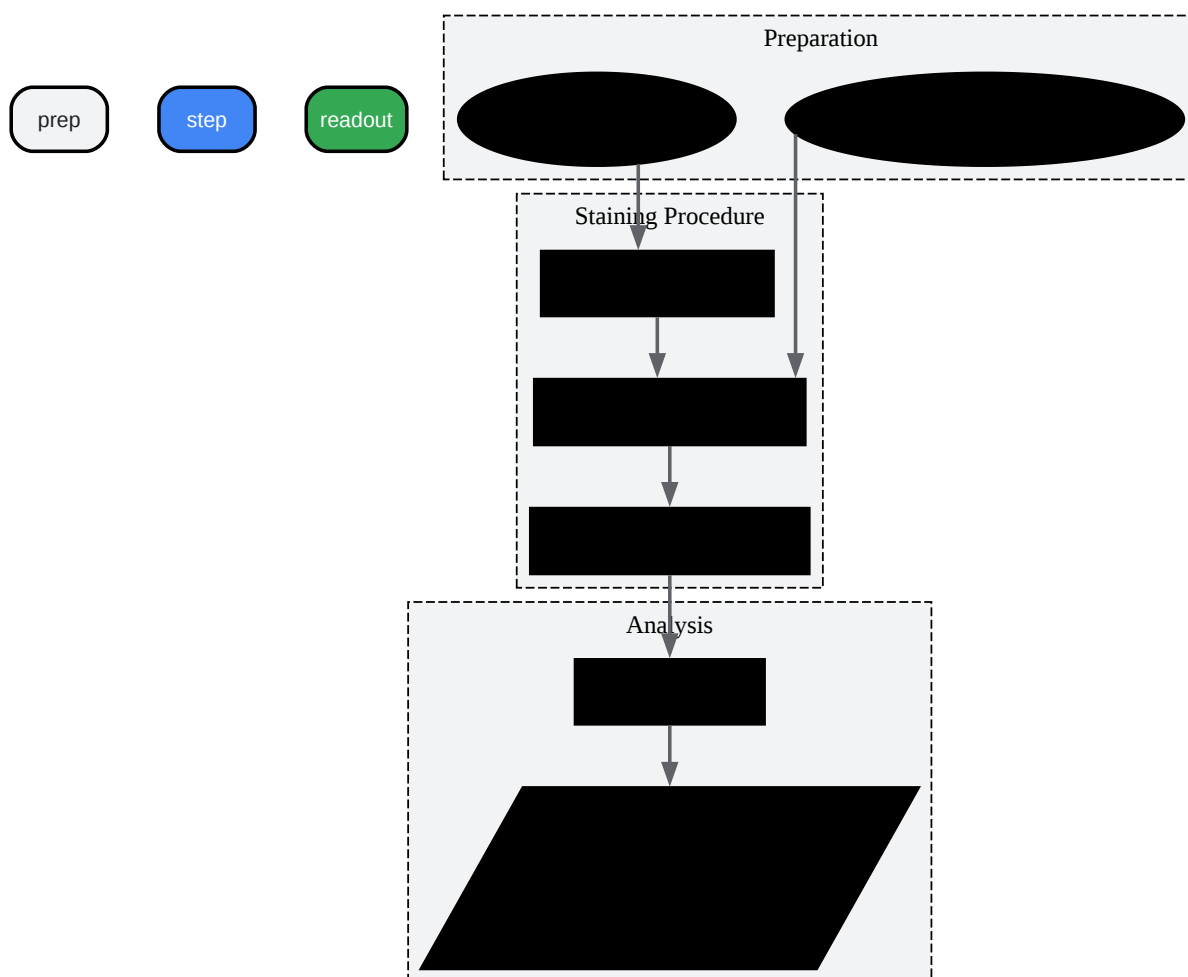 Preparation
prep
step
readout
Staining Procedure
Analysis